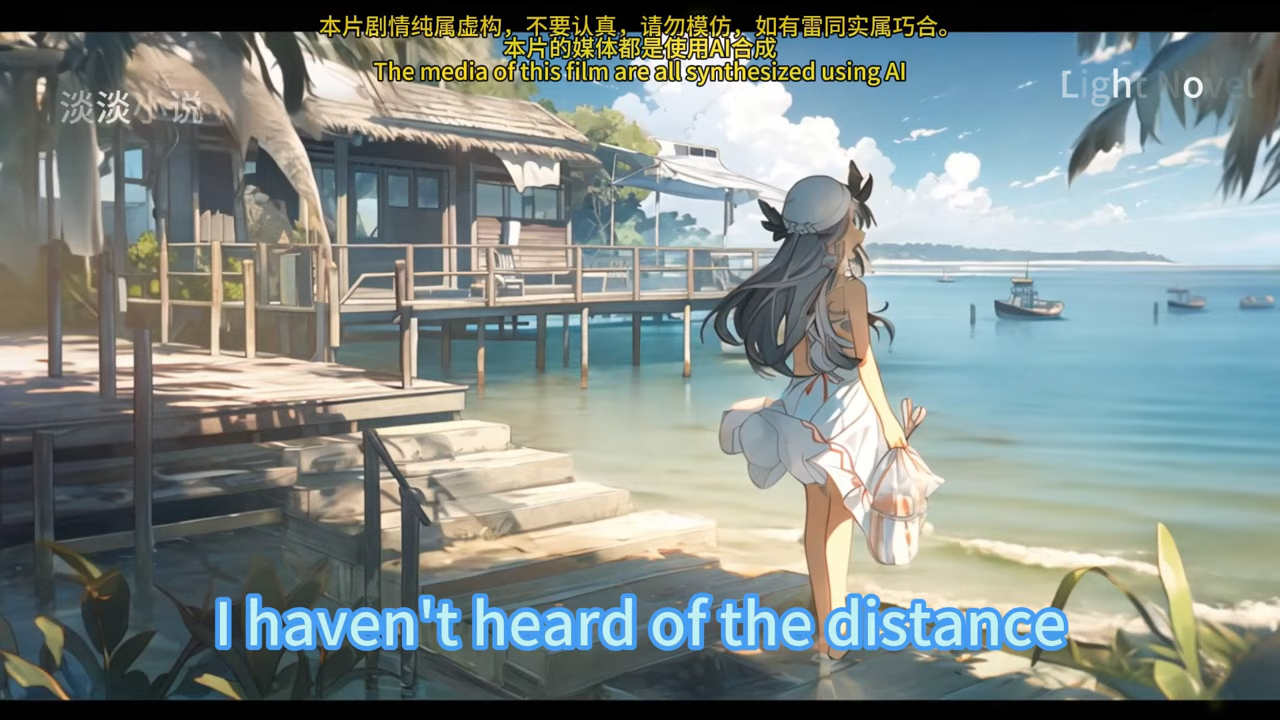 本片剧情纯属虚构，不要认真，请勿模仿，如有雷同实属巧合。
本片的媒体都是使用AI合成
The media of this film are all synthesized using AI
淡淡小说
Light Novel
I haven't heard of the distance